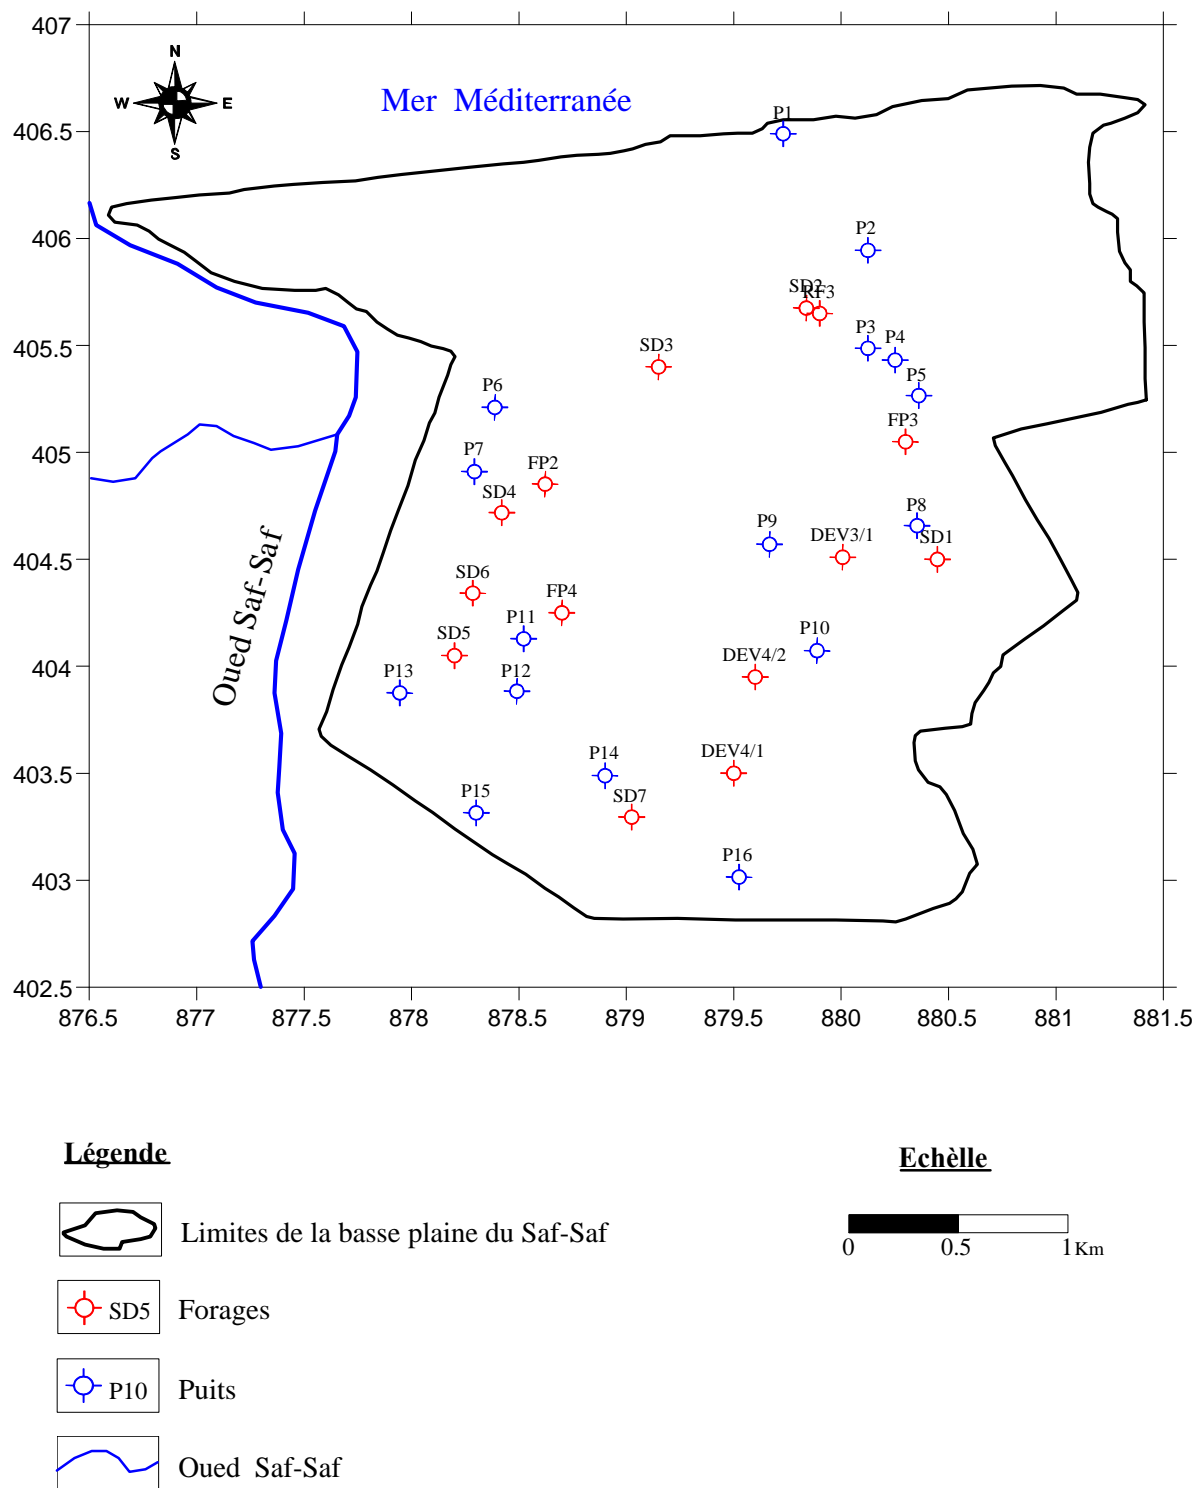 407
N
W
E
S
Mer Méditerranée
P1
406.5
P2
406
SD2
RF3
P3
P4
405.5
SD3
P5
P6
FP3
405
P7
FP2
SD4
P8
P9
DEV3/1
SD1
404.5
Oued Saf-Saf
SD6
FP4
P11
P10
SD5
404
DEV4/2
P13
P12
403.5
P14
DEV4/1
P15
SD7
403
P16
402.5
876.5 877 877.5 878 878.5 879 879.5 880 880.5 881 881.5
Légende
Echèlle
Limites de la basse plaine du Saf-Saf
0 0.5 1Km
SD5 Forages
P10 Puits
Oued Saf-Saf